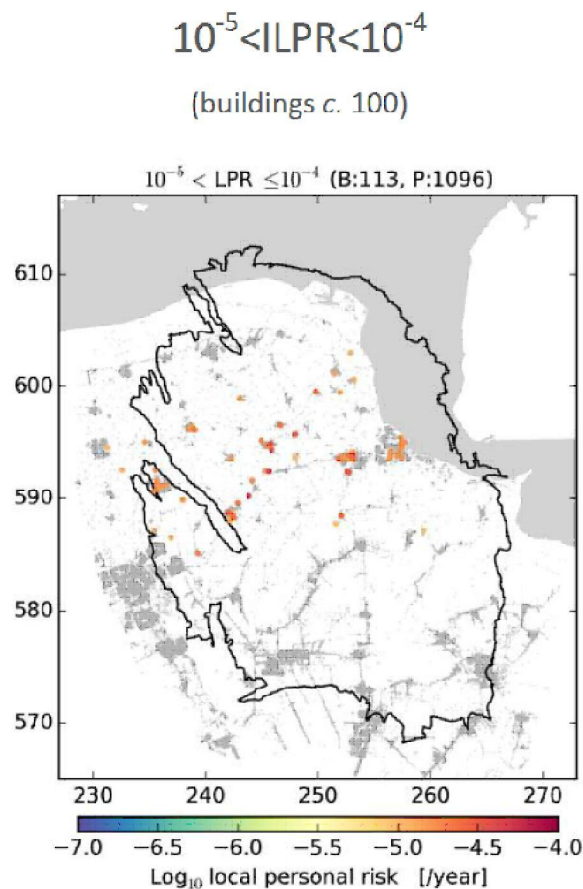 10⁻⁵<ILPR<10⁻⁴
(buildings c. 100)
10⁻⁵ < LPR ≤10⁻⁴ (B:113, P:1096)
610
600
590
580
570
230 240 250 260 270
−7.0 −6.5 −6.0 −5.5 −5.0 −4.5 −4.0
Log₁₀ local personal risk [/year]